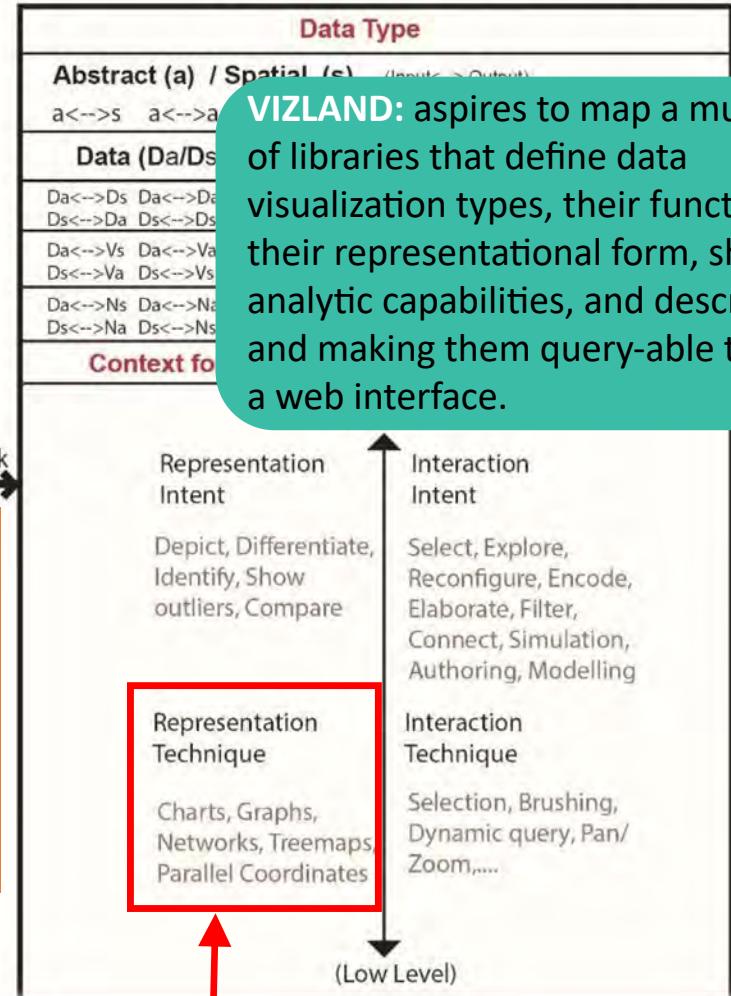 Data Type
Abstract (a) / Spatial (s) (Input< > Output)
a<-->s a<-->a
Data (Da/Ds
Da<-->Ds Da<-->Da
Ds<-->Da Ds<-->Ds
Da<-->Vs Da<-->Va
Ds<-->Va Ds<-->Vs
Da<-->Ns Da<-->Na
Ds<-->Na Ds<-->Ns
Context fo
VIZLAND: aspires to map a mu
of libraries that define data
visualization types, their funct
their representational form, sh
analytic capabilities, and descr
and making them query-able t
a web interface.
k
Representation
Intent
Depict, Differentiate,
Identify, Show
outliers, Compare
Interaction
Intent
Select, Explore,
Reconfigure, Encode,
Elaborate, Filter,
Connect, Simulation,
Authoring, Modelling
Representation
Technique
Charts, Graphs,
Networks, Treemaps,
Parallel Coordinates
Interaction
Technique
Selection, Brushing,
Dynamic query, Pan/
Zoom,....
(Low Level)